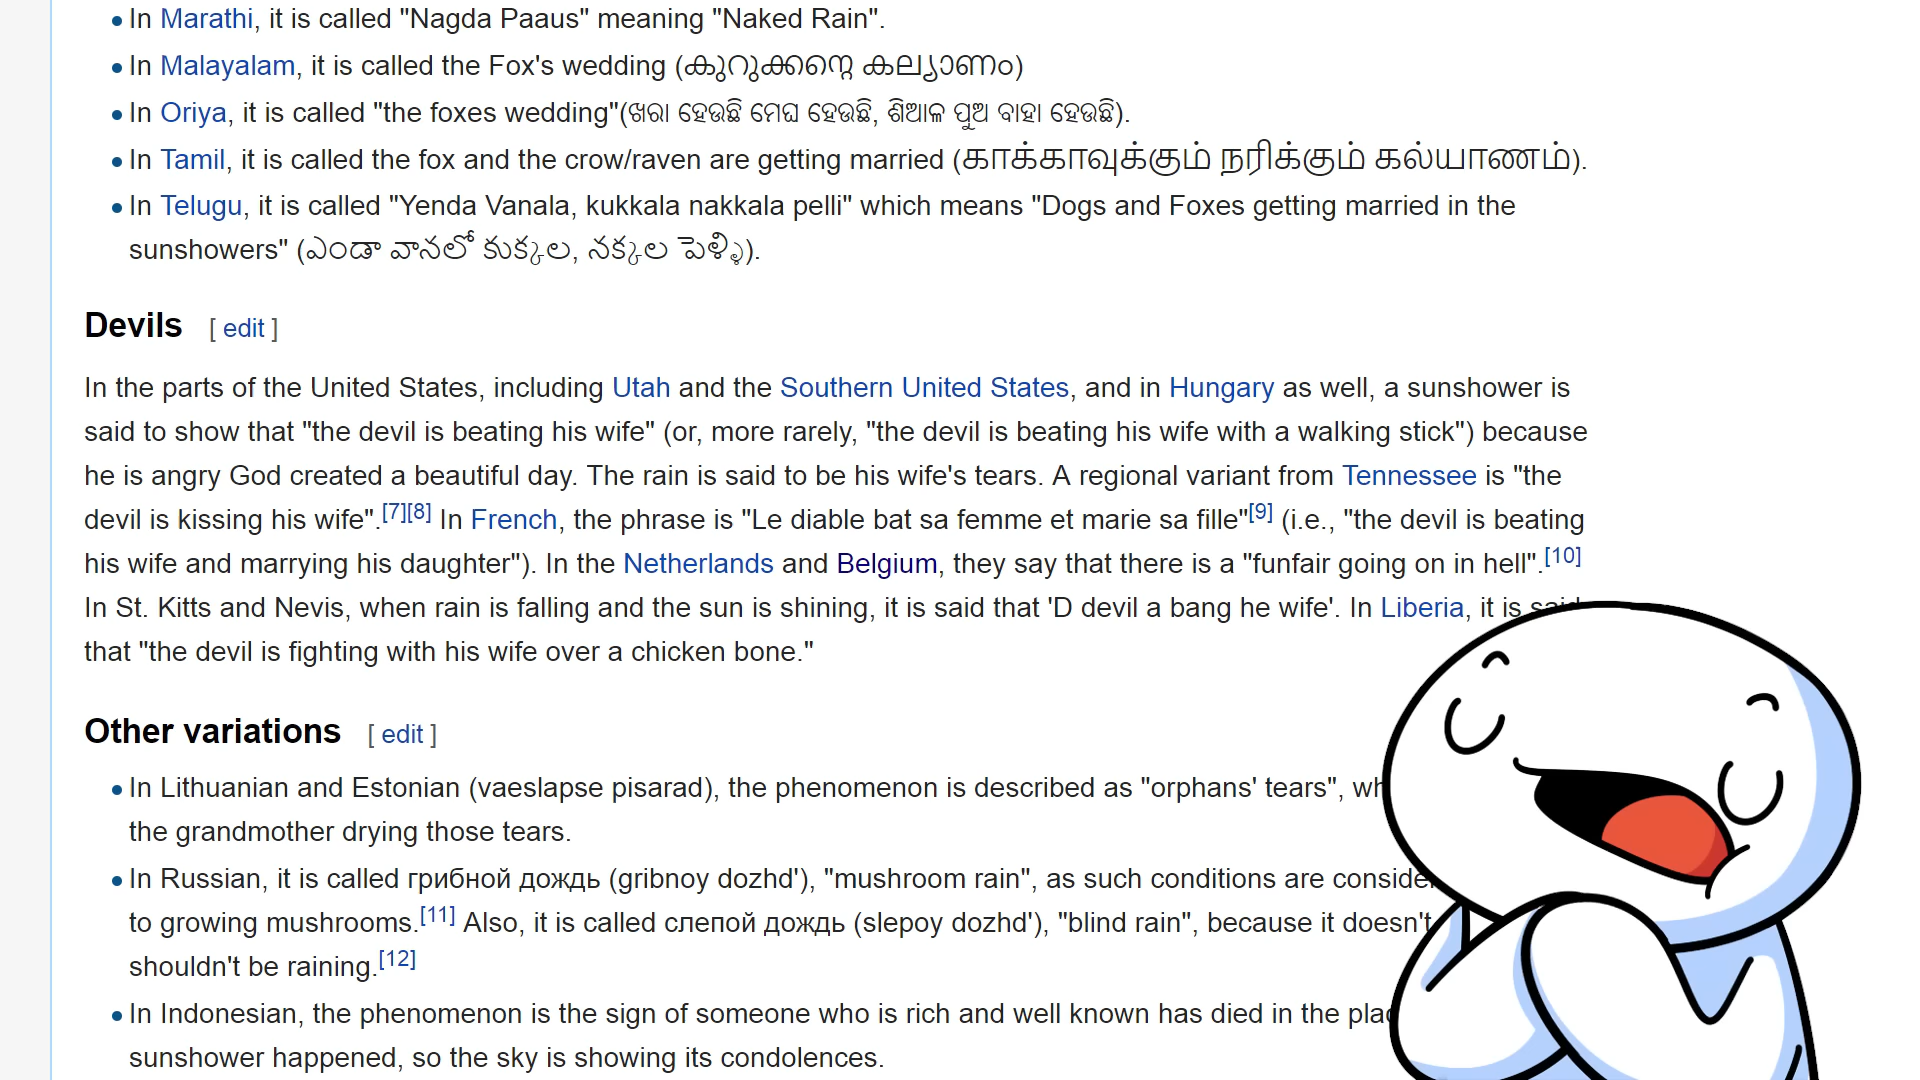 In Marathi, it is called "Nagda Paaus" meaning "Naked Rain".
In Malayalam, it is called the Fox's wedding (കുറുക്കന്റെ കല്യാണം)
In Oriya, it is called "the foxes wedding"(ଖରା ହେଉଛି ମେଘ ହେଉଛି, ଶିଆଳ ପୁଅ ବାହା ହେଉଛି).
In Tamil, it is called the fox and the crow/raven are getting married (காக்காவுக்கும் நரிக்கும் கல்யாணம்).
In Telugu, it is called "Yenda Vanala, kukkala nakkala pelli" which means "Dogs and Foxes getting married in the
sunshowers" (ఎండా వానలో కుక్కల, నక్కల పెళ్ళి).
Devils [ edit ]
In the parts of the United States, including Utah and the Southern United States, and in Hungary as well, a sunshower is
said to show that "the devil is beating his wife" (or, more rarely, "the devil is beating his wife with a walking stick") because
he is angry God created a beautiful day. The rain is said to be his wife's tears. A regional variant from Tennessee is "the
devil is kissing his wife".[7][8] In French, the phrase is "Le diable bat sa femme et marie sa fille"[9] (i.e., "the devil is beating
his wife and marrying his daughter"). In the Netherlands and Belgium, they say that there is a "funfair going on in hell".[10]
In St. Kitts and Nevis, when rain is falling and the sun is shining, it is said that 'D devil a bang he wife'. In Liberia, it is said
that "the devil is fighting with his wife over a chicken bone."
Other variations [ edit ]
In Lithuanian and Estonian (vaeslapse pisarad), the phenomenon is described as "orphans' tears",
the grandmother drying those tears.
In Russian, it is called грибной дождь (gribnoy dozhd'), "mushroom rain", as such conditions are
to growing mushrooms.[11] Also, it is called слепой дождь (slepoy dozhd'), "blind rain", because it doesn't
shouldn't be raining.[12]
In Indonesian, the phenomenon is the sign of someone who is rich and well known has died in the
sunshower happened, so the sky is showing its condolences.